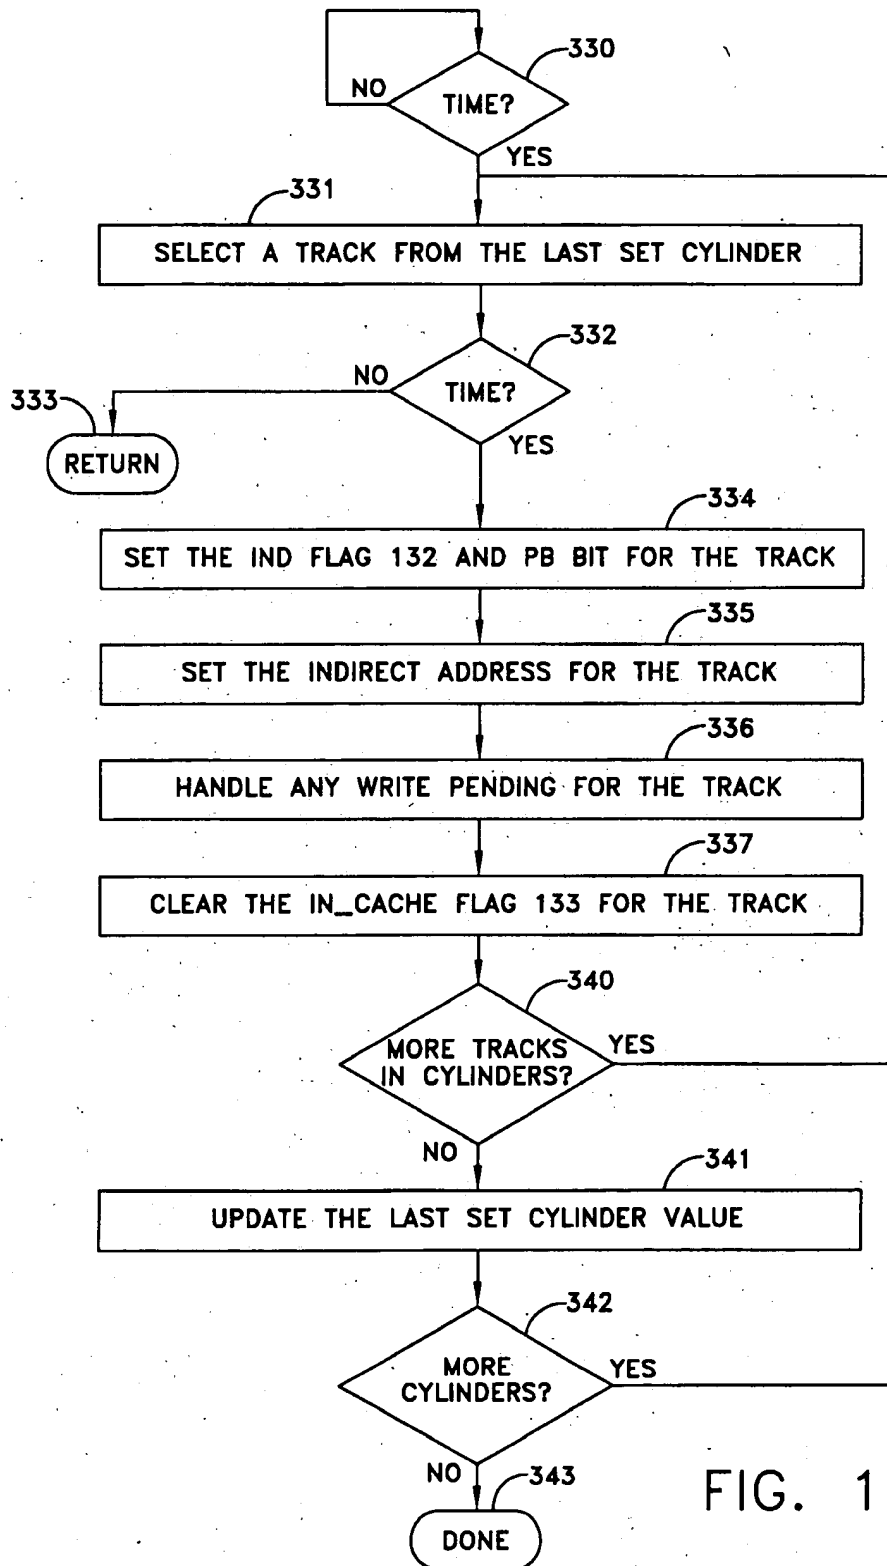 330
NO
TIME?
YES
331
SELECT A TRACK FROM THE LAST SET CYLINDER
332
NO
TIME?
333
YES
RETURN
334
SET THE IND FLAG 132 AND PB BIT FOR THE TRACK
335
SET THE INDIRECT ADDRESS FOR THE TRACK
336
HANDLE ANY WRITE PENDING FOR THE TRACK
337
CLEAR THE IN_CACHE FLAG 133 FOR THE TRACK
340
MORE TRACKS
IN CYLINDERS?
YES
NO
341
UPDATE THE LAST SET CYLINDER VALUE
342
MORE
CYLINDERS?
YES
NO
343
DONE
FIG. 1